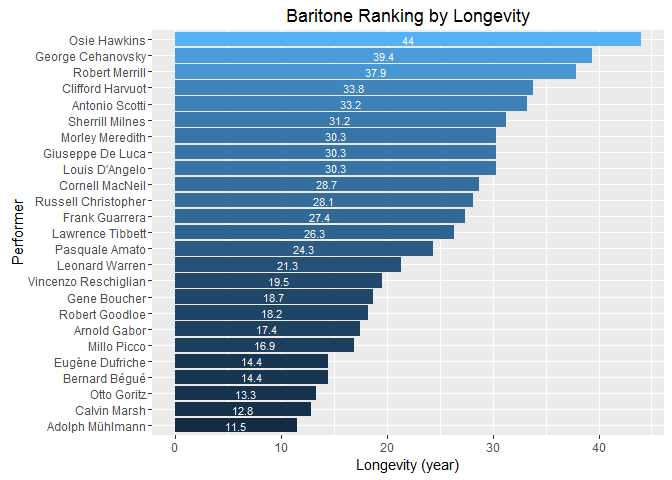 Baritone Ranking by Longevity
Performer
Osie Hawkins 44
George Cehanovsky 39.4
Robert Merrill 37.9
Clifford Harvuot 33.8
Antonio Scotti 33.2
Sherrill Milnes 31.2
Morley Meredith 30.3
Giuseppe De Luca 30.3
Louis D'Angelo 30.3
Cornell MacNeil 28.7
Russell Christopher 28.1
Frank Guarrera 27.4
Lawrence Tibbett 26.3
Pasquale Amato 24.3
Leonard Warren 21.3
Vincenzo Reschiglian 19.5
Gene Boucher 18.7
Robert Goodloe 18.2
Arnold Gabor 17.4
Millo Picco 16.9
Eugène Dufriche 14.4
Bernard Bégué 14.4
Otto Goritz 13.3
Calvin Marsh 12.8
Adolph Mühlmann 11.5
0 10 20 30 40
Longevity (year)